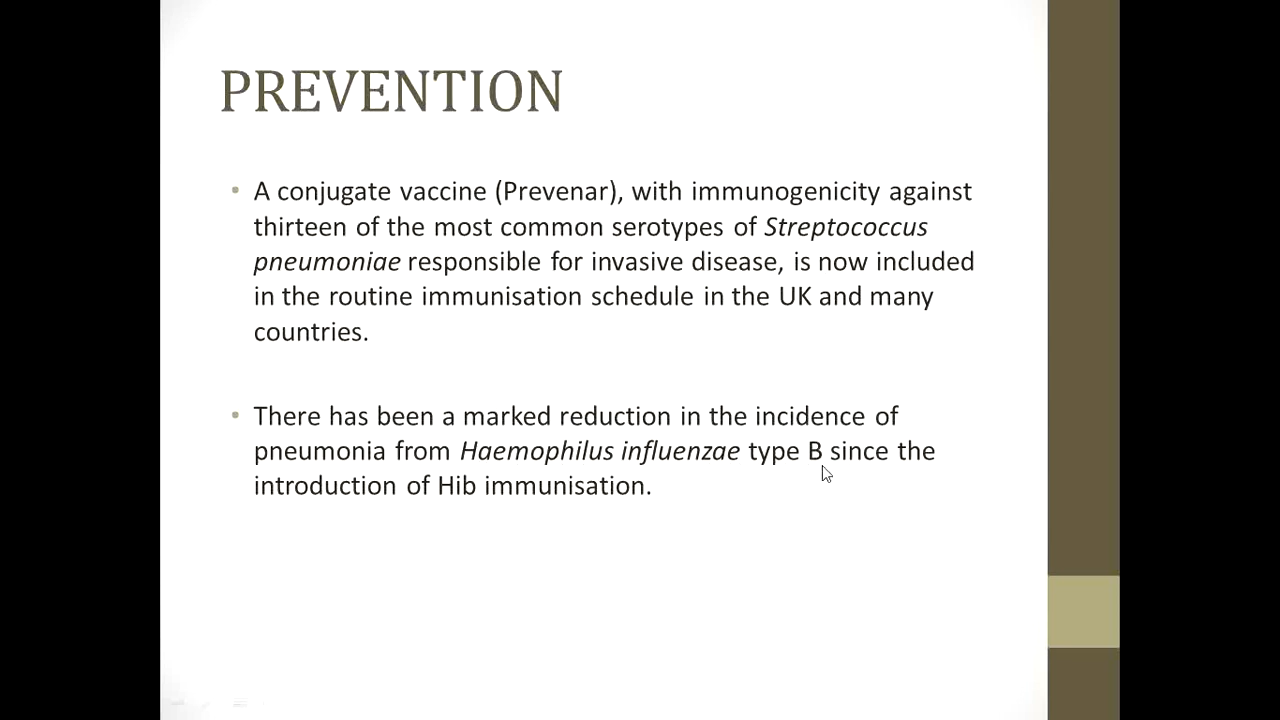 PREVENTION
• A conjugate vaccine (Prevenar), with immunogenicity against
thirteen of the most common serotypes of Streptococcus
pneumoniae responsible for invasive disease, is now included
in the routine immunisation schedule in the UK and many
countries.
• There has been a marked reduction in the incidence of
pneumonia from Haemophilus influenzae type B since the
introduction of Hib immunisation.